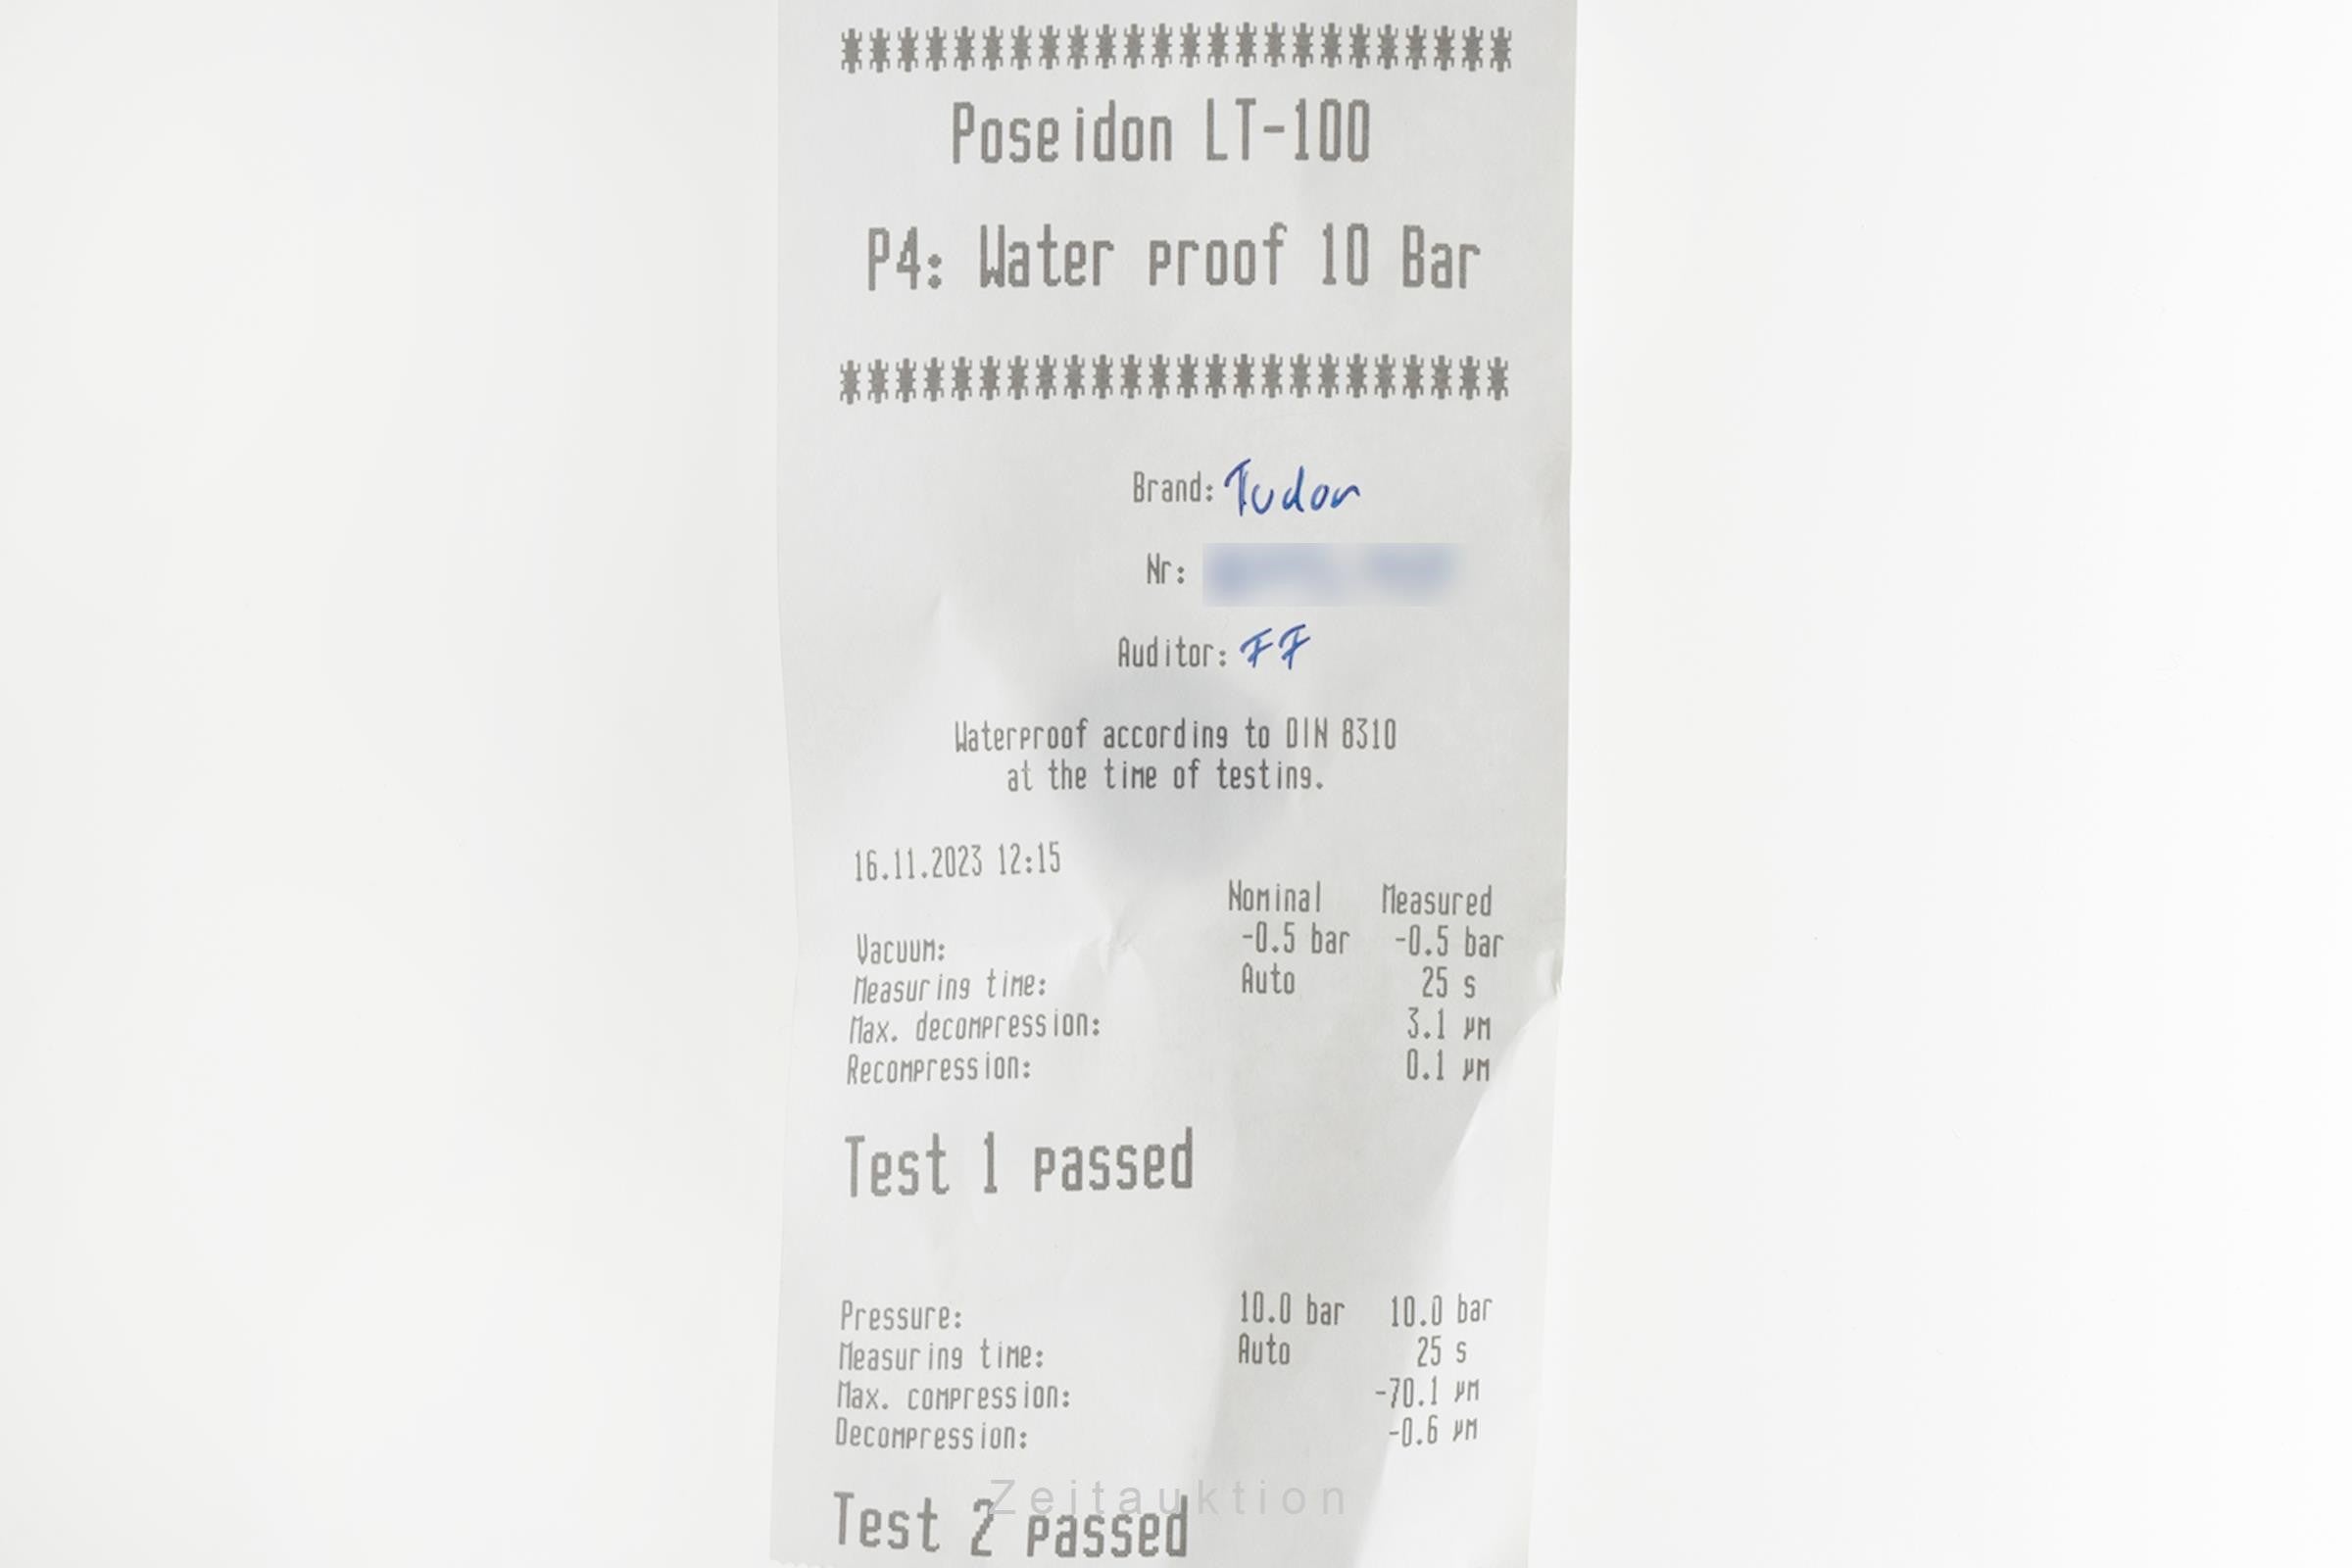 ************************
Poseidon LT-100
P4: Water proof 10 Bar
************************
Brand: Tudor
Nr:
Auditor: FF
Waterproof according to DIN 8310
at the time of testing.
16.11.2023 12:15
Nominal Measured
Vacuum: -0.5 bar -0.5 bar
Measuring time: Auto 25 s
Max. decompression: 3.1 µm
Recompression: 0.1 µm
Test 1 passed
Pressure: 10.0 bar 10.0 bar
Measuring time: Auto 25 s
Max. compression: -70.1 µm
Decompression: -0.6 µm
Zeitauktion
Test 2 passed